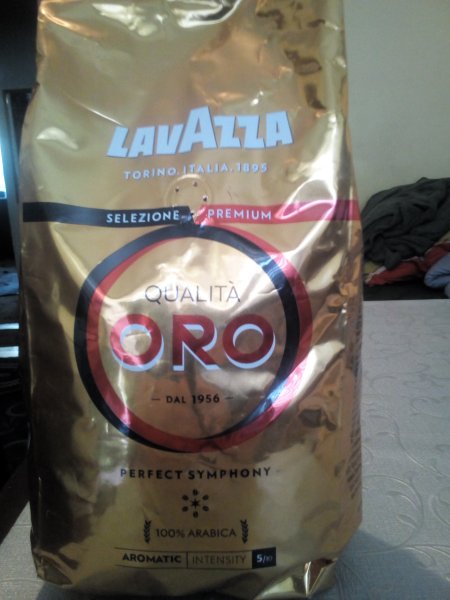 LAVAZZA
TORINO, ITALIA, 1895
SELEZIONE PREMIUM
QUALITÀ
ORO
— DAL 1956 —
PERFECT SYMPHONY
100% ARABICA
AROMATIC INTENSITY 5/10